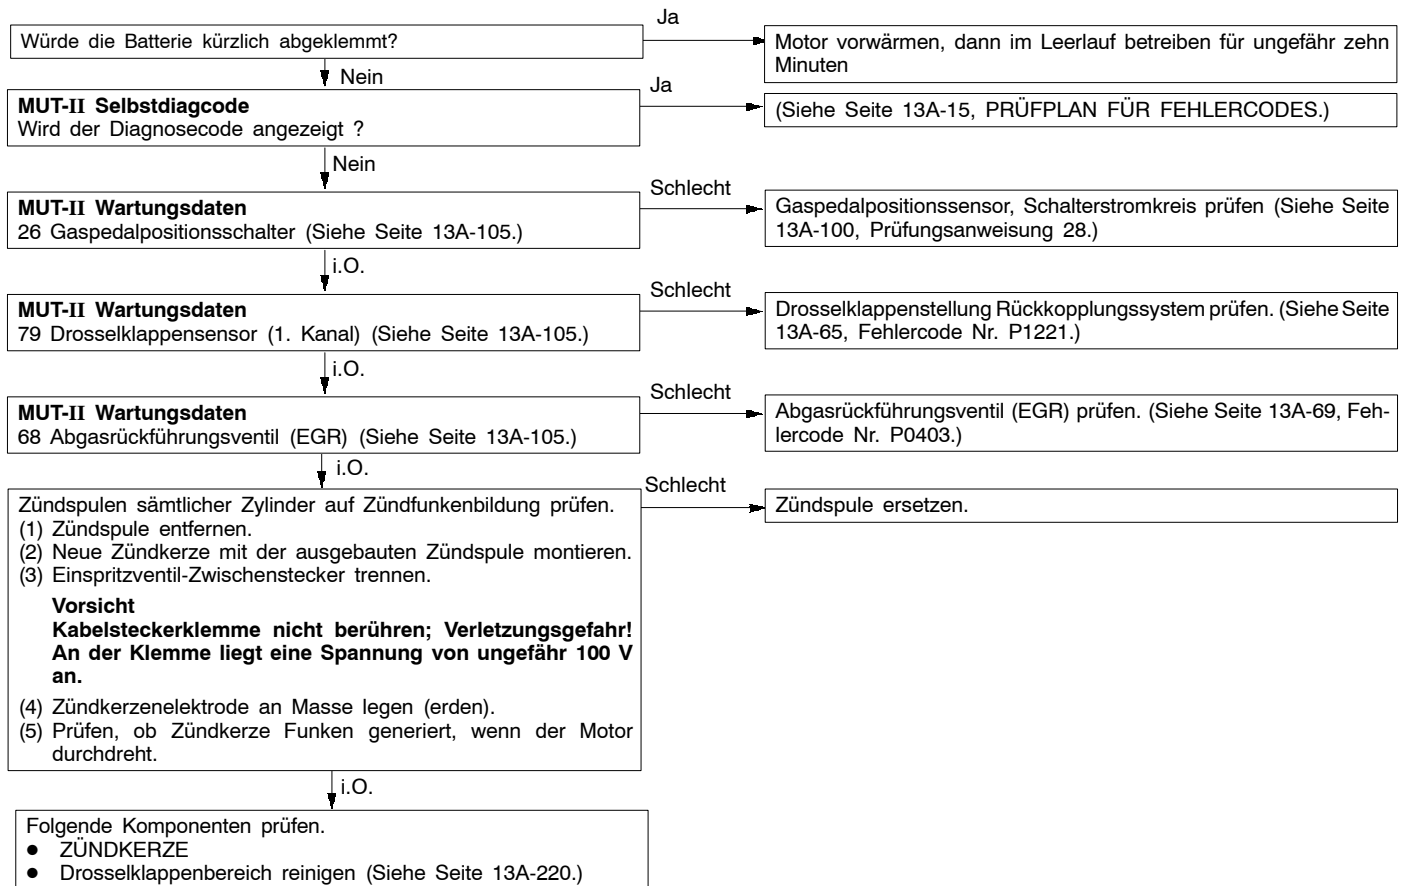 Ja
Würde die Batterie kürzlich abgeklemmt?
Motor vorwärmen, dann im Leerlauf betreiben für ungefähr zehn
Minuten
Nein
Ja
MUT-II Selbstdiagcode
Wird der Diagnosecode angezeigt ?
(Siehe Seite 13A-15, PRÜFPLAN FÜR FEHLERCODES.)
Nein
Schlecht
MUT-II Wartungsdaten
26 Gaspedalpositionsschalter (Siehe Seite 13A-105.)
Gaspedalpositionssensor, Schalterstromkreis prüfen (Siehe Seite
13A-100, Prüfungsanweisung 28.)
i.O.
Schlecht
MUT-II Wartungsdaten
79 Drosselklappensensor (1. Kanal) (Siehe Seite 13A-105.)
Drosselklappenstellung Rückkopplungssystem prüfen. (Siehe Seite
13A-65, Fehlercode Nr. P1221.)
i.O.
Schlecht
MUT-II Wartungsdaten
68 Abgasrückführungsventil (EGR) (Siehe Seite 13A-105.)
Abgasrückführungsventil (EGR) prüfen. (Siehe Seite 13A-69, Feh-
lercode Nr. P0403.)
i.O.
Schlecht
Zündspulen sämtlicher Zylinder auf Zündfunkenbildung prüfen.
(1) Zündspule entfernen.
(2) Neue Zündkerze mit der ausgebauten Zündspule montieren.
(3) Einspritzventil-Zwischenstecker trennen.
Vorsicht
Kabelsteckerklemme nicht berühren; Verletzungsgefahr!
An der Klemme liegt eine Spannung von ungefähr 100 V
an.
(4) Zündkerzenelektrode an Masse legen (erden).
(5) Prüfen, ob Zündkerze Funken generiert, wenn der Motor
durchdreht.
Zündspule ersetzen.
i.O.
Folgende Komponenten prüfen.
● ZÜNDKERZE
● Drosselklappenbereich reinigen (Siehe Seite 13A-220.)